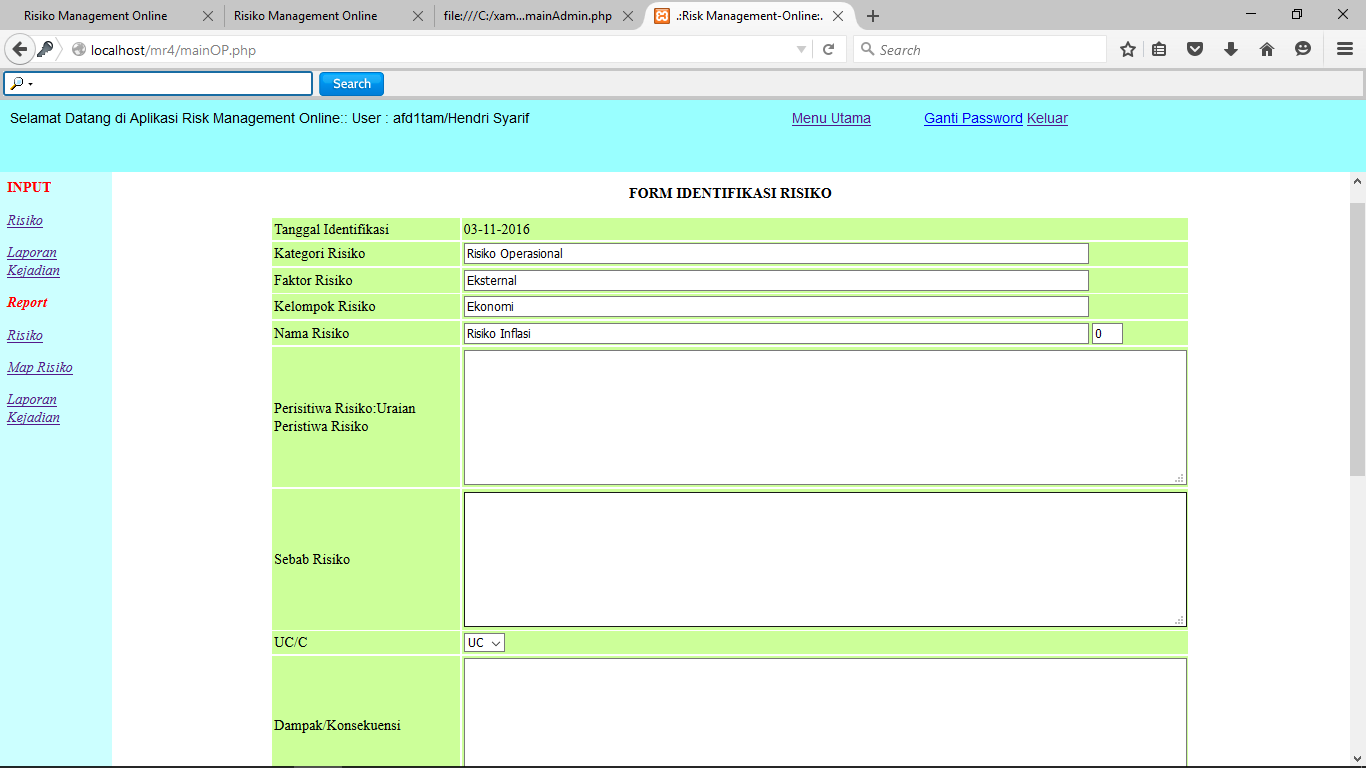 Risiko Management Online
Risiko Management Online
file:///C:/xam...mainAdmin.php
.:Risk Management-Online:.
localhost/mr4/mainOP.php
Search
Search
Selamat Datang di Aplikasi Risk Management Online:: User : afd1tam/Hendri Syarif
Menu Utama
Ganti Password Keluar
INPUT
Risiko
Laporan
Kejadian
Report
Risiko
Map Risiko
Laporan
Kejadian
FORM IDENTIFIKASI RISIKO
Tanggal Identifikasi 03-11-2016
Kategori Risiko Risiko Operasional
Faktor Risiko Eksternal
Kelompok Risiko Ekonomi
Nama Risiko Risiko Inflasi 0
Perisitiwa Risiko:Uraian
Peristiwa Risiko
Sebab Risiko
UC/C UC
Dampak/Konsekuensi